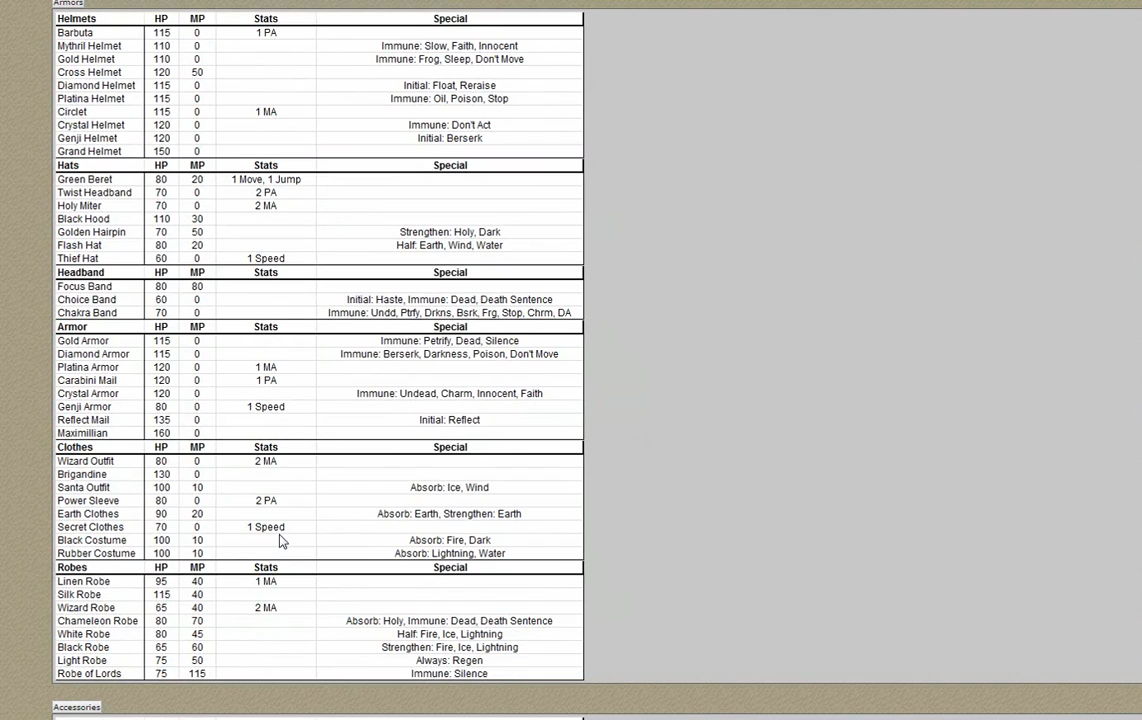 Armors
Helmets HP MP Stats Special
Barbuta 115 0 1 PA
Mythril Helmet 110 0 Immune: Slow, Faith, Innocent
Gold Helmet 110 0 Immune: Frog, Sleep, Don't Move
Cross Helmet 120 50
Diamond Helmet 115 0 Initial: Float, Reraise
Platina Helmet 115 0 Immune: Oil, Poison, Stop
Circlet 115 0 1 MA
Crystal Helmet 120 0 Immune: Don't Act
Genji Helmet 120 0 Initial: Berserk
Grand Helmet 150 0
Hats HP MP Stats Special
Green Beret 80 20 1 Move, 1 Jump
Twist Headband 70 0 2 PA
Holy Miter 70 0 2 MA
Black Hood 110 30
Golden Hairpin 70 50 Strengthen: Holy, Dark
Flash Hat 80 20 Half: Earth, Wind, Water
Thief Hat 60 0 1 Speed
Headband HP MP Stats Special
Focus Band 80 80
Choice Band 60 0 Initial: Haste, Immune: Dead, Death Sentence
Chakra Band 70 0 Immune: Undd, Ptrfy, Drkns, Bsrk, Frg, Stop, Chrm, DA
Armor HP MP Stats Special
Gold Armor 115 0 Immune: Petrify, Dead, Silence
Diamond Armor 115 0 Immune: Berserk, Darkness, Poison, Don't Move
Platina Armor 120 0 1 MA
Carabini Mail 120 0 1 PA
Crystal Armor 120 0 Immune: Undead, Charm, Innocent, Faith
Genji Armor 80 0 1 Speed
Reflect Mail 135 0 Initial: Reflect
Maximillian 160 0
Clothes HP MP Stats Special
Wizard Outfit 80 0 2 MA
Brigandine 130 0
Santa Outfit 100 10 Absorb: Ice, Wind
Power Sleeve 80 0 2 PA
Earth Clothes 90 20 Absorb: Earth, Strengthen: Earth
Secret Clothes 70 0 1 Speed
Black Costume 100 10 Absorb: Fire, Dark
Rubber Costume 100 10 Absorb: Lightning, Water
Robes HP MP Stats Special
Linen Robe 95 40 1 MA
Silk Robe 115 40
Wizard Robe 65 40 2 MA
Chameleon Robe 80 70 Absorb: Holy, Immune: Dead, Death Sentence
White Robe 80 45 Half: Fire, Ice, Lightning
Black Robe 65 60 Strengthen: Fire, Ice, Lightning
Light Robe 75 50 Always: Regen
Robe of Lords 75 115 Immune: Silence
Accessories